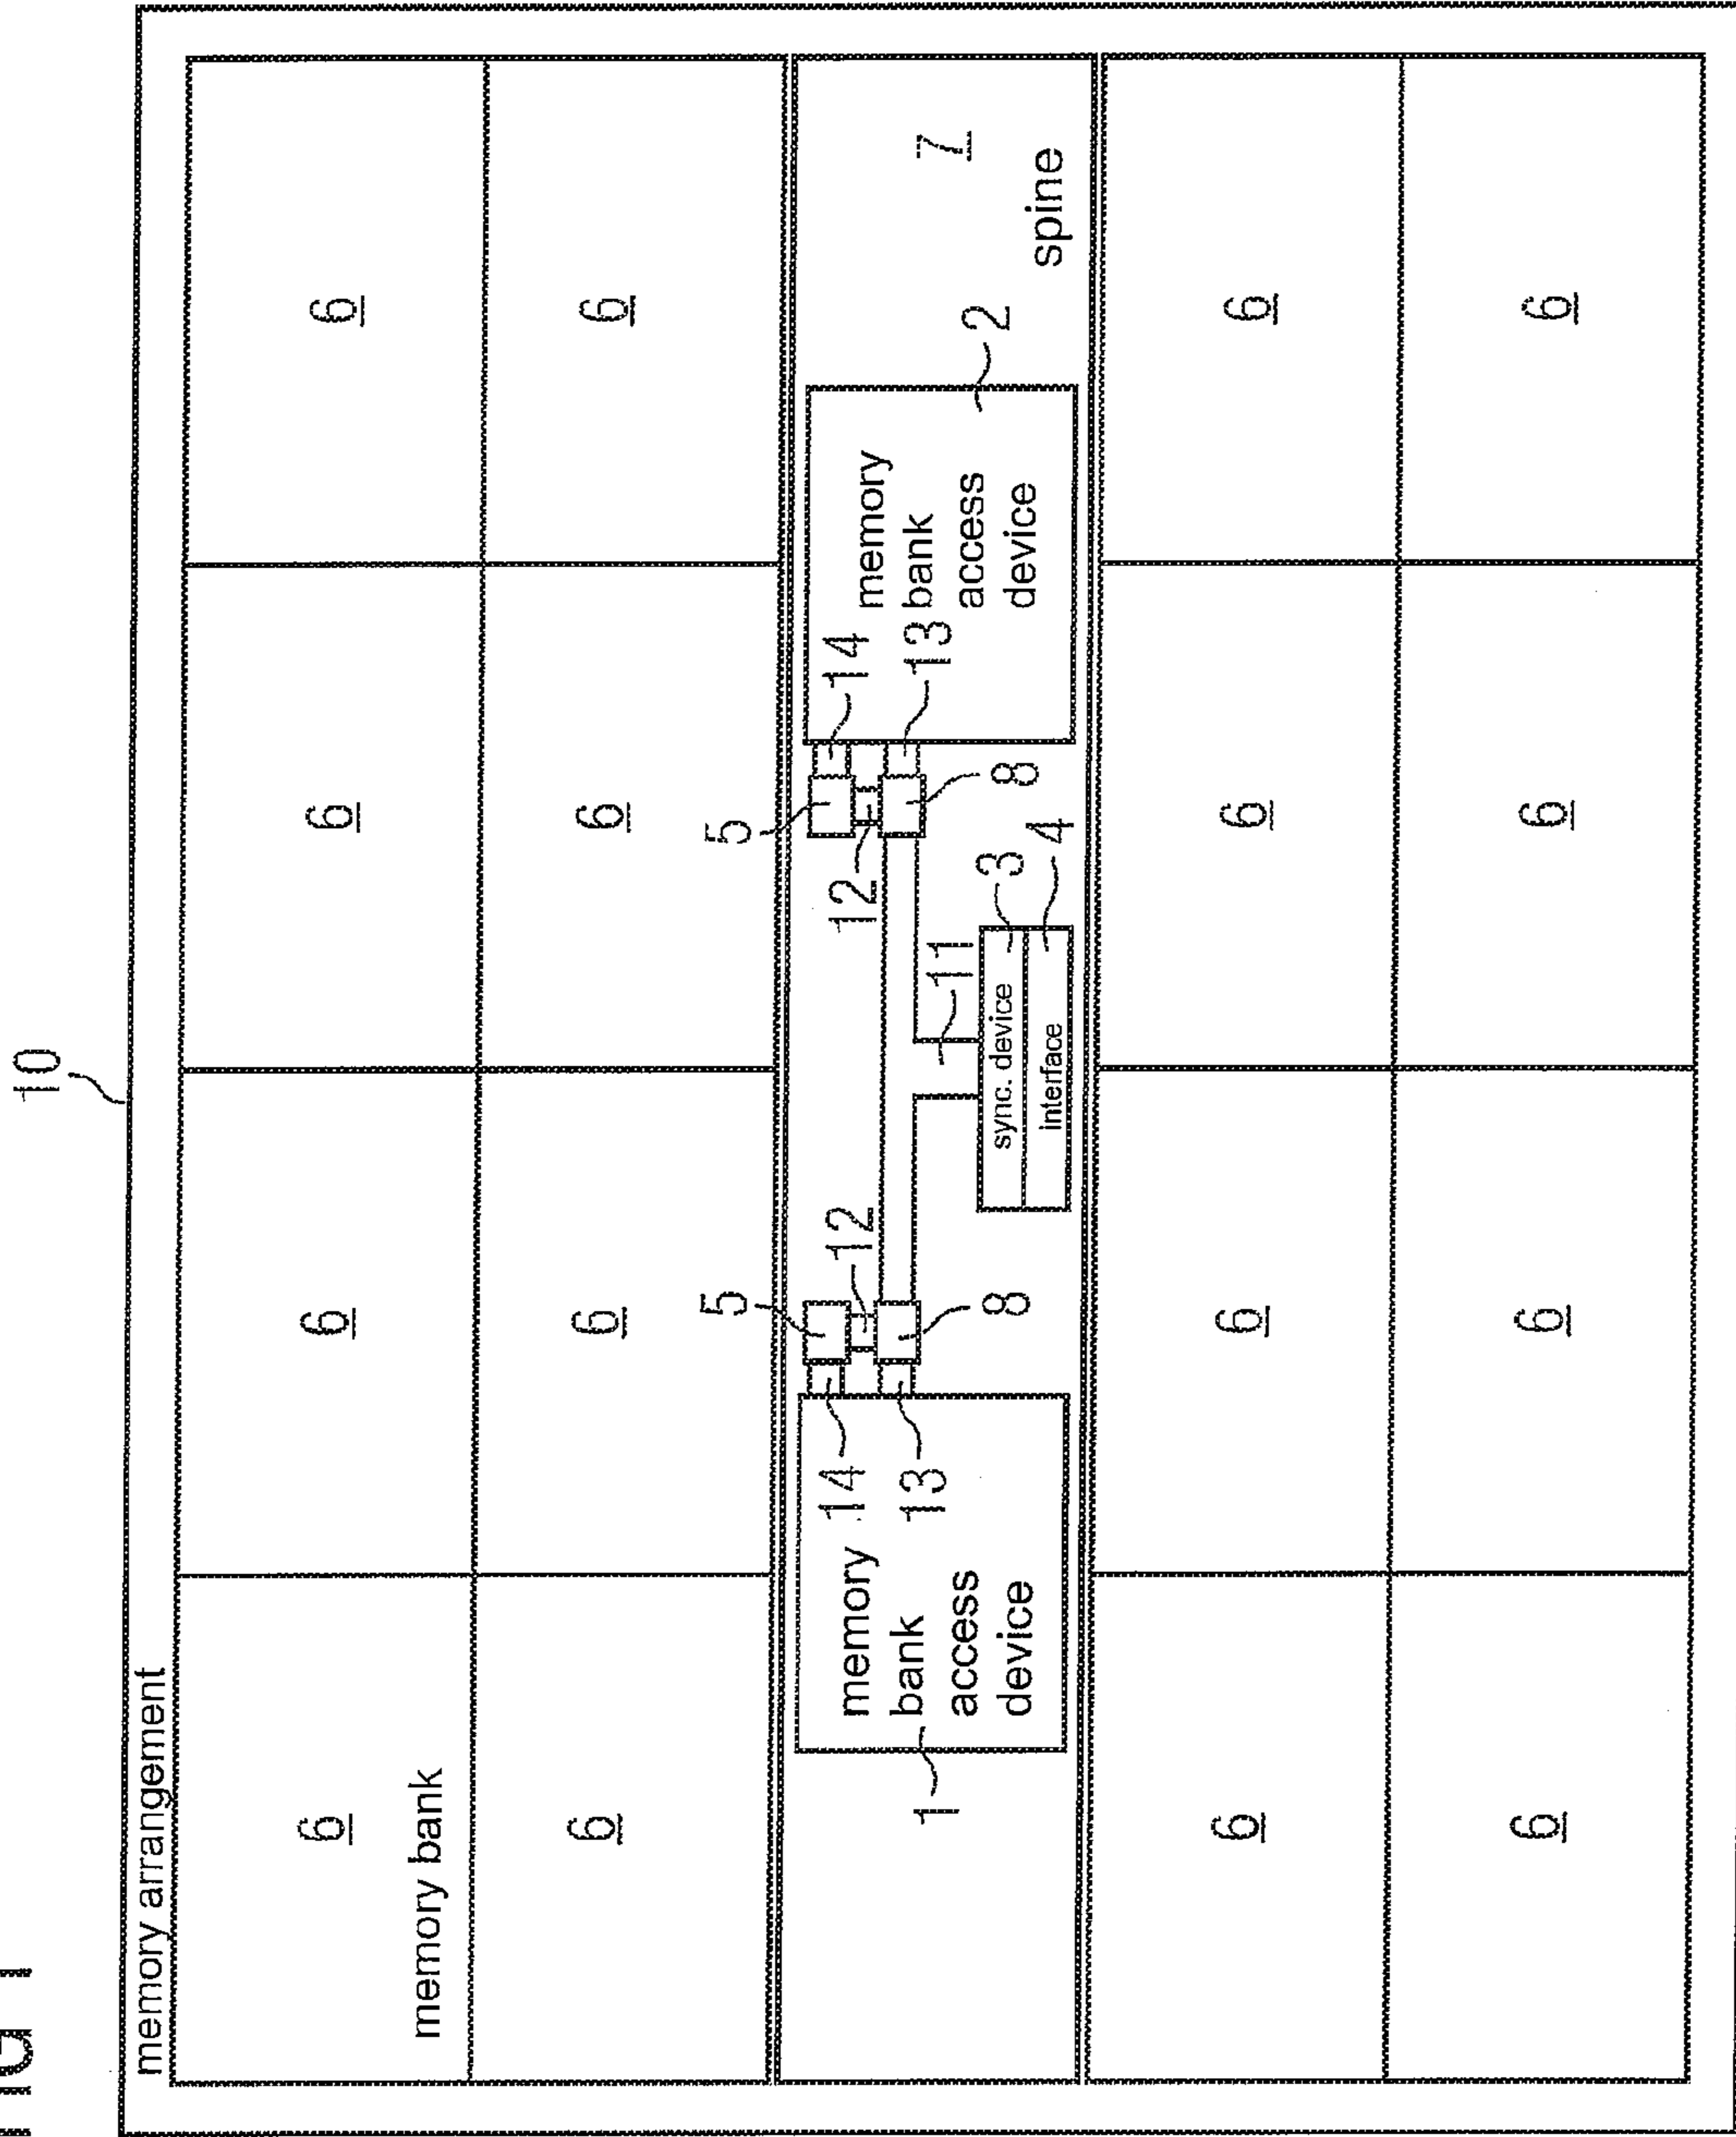 10
memory arrangement
6 6 6 6
memory bank
6 6 6 6
5 5
memory 14 12 12 14 memory
1 bank 13 13 bank 7
access 11 access
device 8 8 2 device
sync. device 3
interface 4
spine
6 6 6 6
6 6 6 6